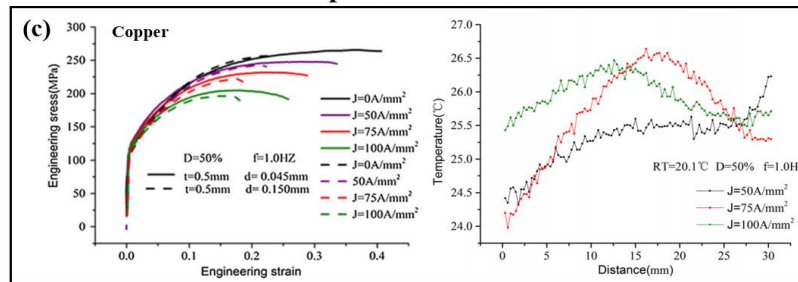 (c)
Copper
Engineering sress(MPa)
300
250
200
150
100
50
0
0.0 0.1 0.2 0.3 0.4
Engineering strain
D=50% f=1.0HZ
t=0.5mm d= 0.045mm
t=0.5mm d= 0.150mm
J=0A/mm²
J=50A/mm²
J=75A/mm²
J=100A/mm²
J=0A/mm²
50A/mm²
J=75A/mm²
J=100A/mm²
Temperature(℃)
27.0
26.5
26.0
25.5
25.0
24.5
24.0
0 5 10 15 20 25 30
Distance(mm)
RT=20.1℃ D=50% f=1.0H
J=50A/mm²
J=75A/mm²
J=100A/mm²